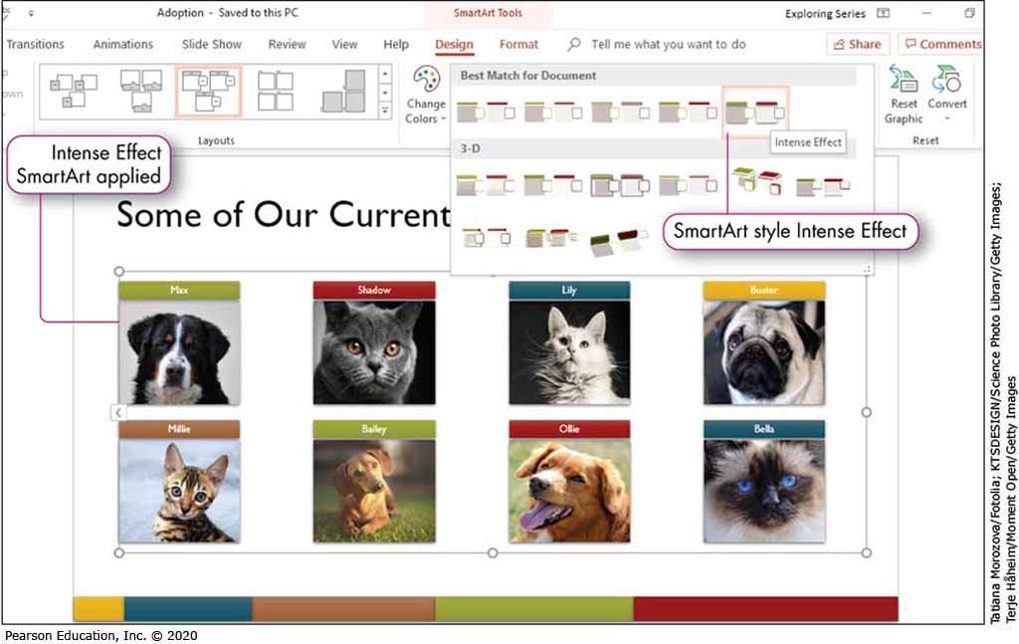 Adoption - Saved to this PC
SmartArt Tools
Exploring Series
Transitions
Animations
Slide Show
Review
View
Help
Design
Format
Tell me what you want to do
Share
Comments
own
Change
Colors
Best Match for Document
3-D
Reset
Graphic
Convert
Layouts
Reset
Intense Effect
Intense Effect
SmartArt applied
SmartArt style Intense Effect
Some of Our Current
Max
Shadow
Lily
Buster
Millie
Bailey
Ollie
Bella
Tatiana Morozova/Fotolia; KTSDESIGN/Science Photo Library/Getty Images;
Terje Håheim/Moment Open/Getty Images
Pearson Education, Inc. © 2020